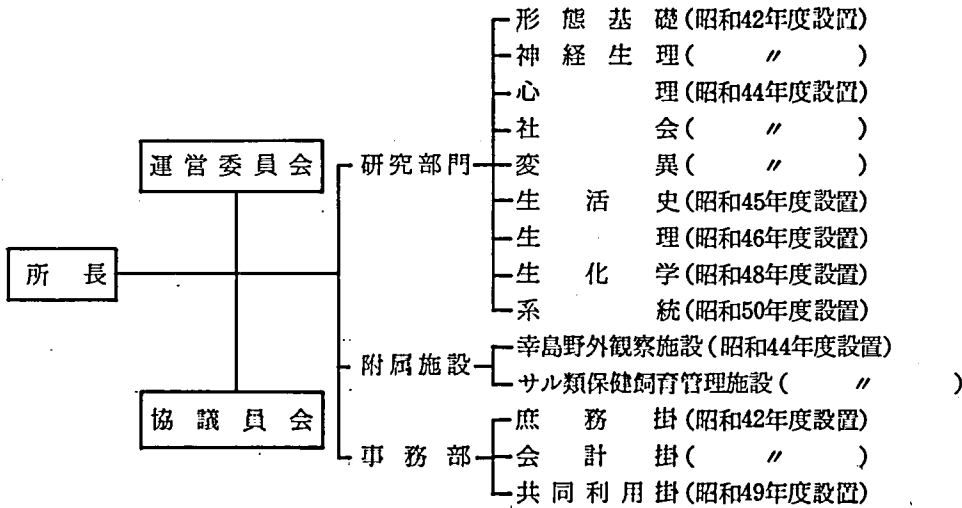 形態基礎(昭和42年度設置)
神経生理(〃)
心理(昭和44年度設置)
社会(〃)
運営委員会
研究部門
変異(〃)
生活史(昭和45年度設置)
生理(昭和46年度設置)
所長
生化学(昭和48年度設置)
系統(昭和50年度設置)
附属施設
幸島野外観察施設(昭和44年度設置)
サル類保健飼育管理施設(〃)
協議員会
庶務掛(昭和42年度設置)
事務部
会計掛(〃)
共同利用掛(昭和49年度設置)